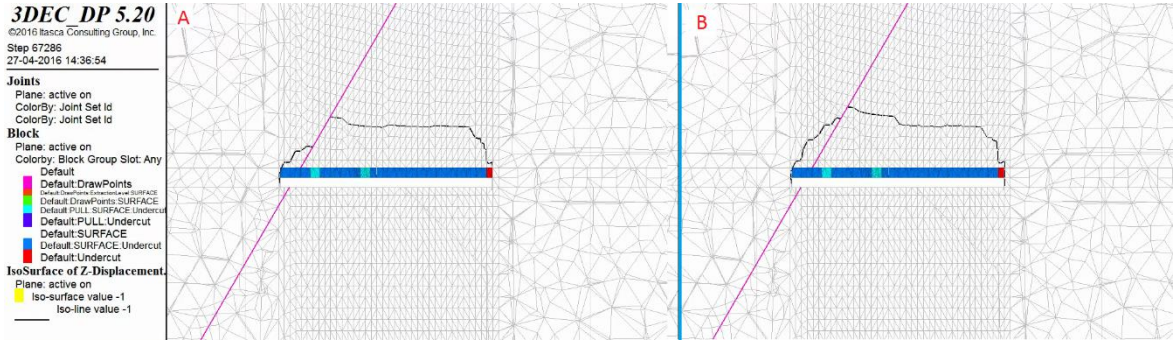 3DEC_DP 5.20
©2016 Itasca Consulting Group, Inc.
Step 67286
27-04-2016 14:36:54
Joints
Plane: active on
ColorBy: Joint Set Id
ColorBy: Joint Set Id
Block
Plane: active on
Colorby: Block Group Slot: Any
Default
Default:DrawPoints
Default:DrawPoints:ExtractionLevel:SURFACE
Default:DrawPoints:SURFACE
Default:PULL:SURFACE:Undercut
Default:PULL:Undercut
Default:SURFACE
Default:SURFACE:Undercut
Default:Undercut
IsoSurface of Z-Displacement.
Plane: active on
Iso-surface value -1
Iso-line value -1
A
B